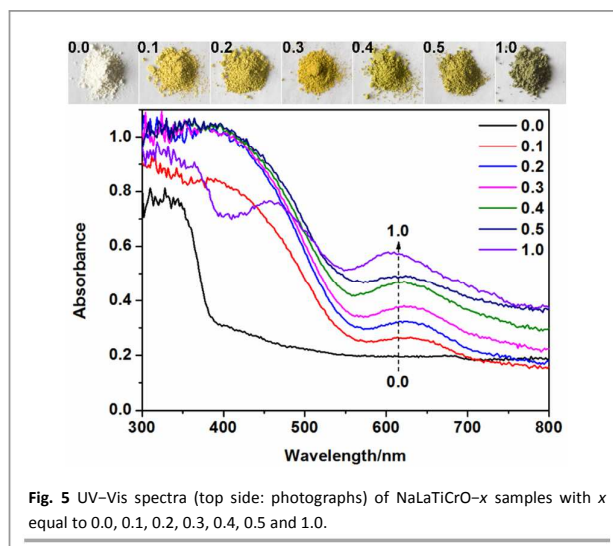 0.0 0.1 0.2 0.3 0.4 0.5 1.0
1.0
0.8
0.6
0.4
0.2
0.0
Absorbance
0.0
0.1
0.2
0.3
0.4
0.5
1.0
1.0
0.0
300 400 500 600 700 800
Wavelength/nm
Fig. 5 UV−Vis spectra (top side: photographs) of NaLaTiCrO−x samples with x
equal to 0.0, 0.1, 0.2, 0.3, 0.4, 0.5 and 1.0.